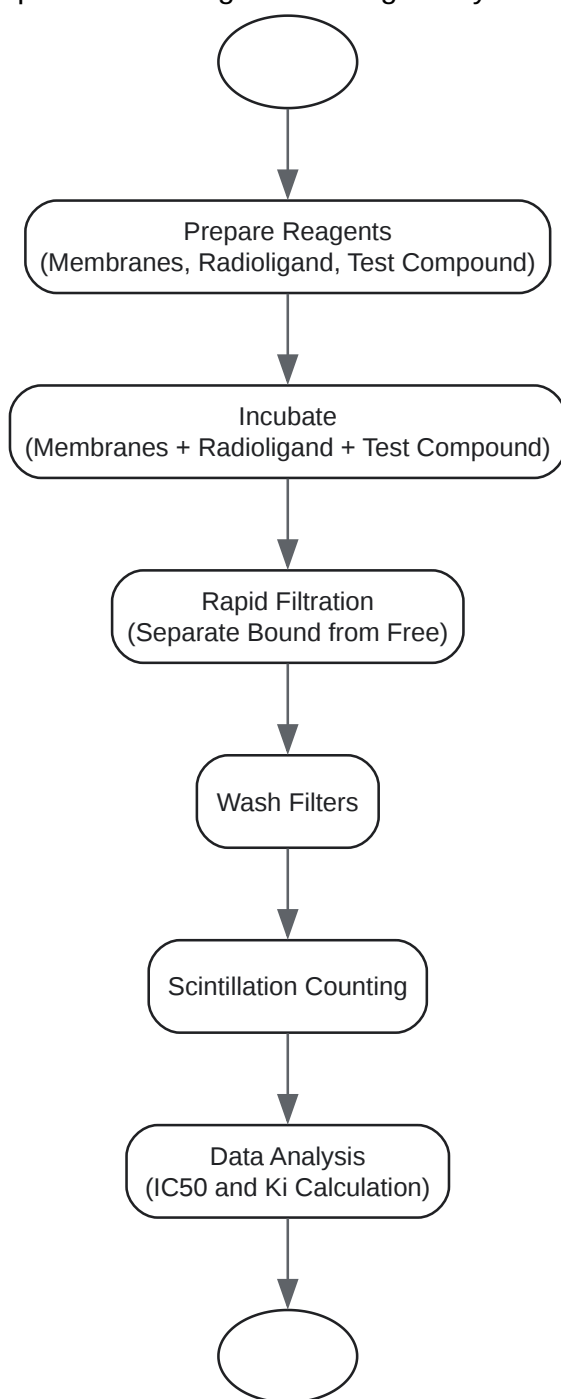 Prepare Reagents
(Membranes, Radioligand, Test Compound)
Incubate
(Membranes + Radioligand + Test Compound)
Rapid Filtration
(Separate Bound from Free)
Wash Filters
Scintillation Counting
Data Analysis
(IC50 and Ki Calculation)